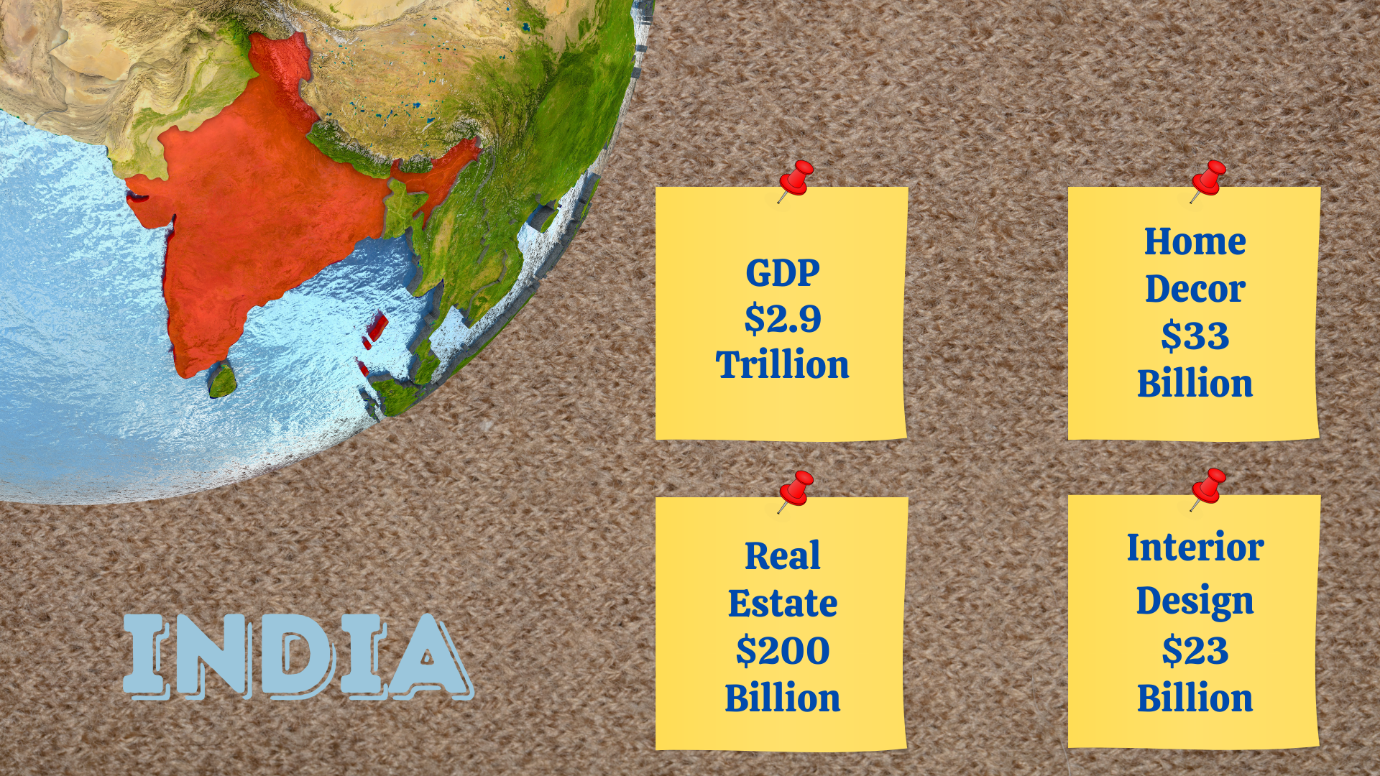 GDP
$2.9
Trillion
Home
Decor
$33
Billion
Real
Estate
$200
Billion
Interior
Design
$23
Billion
INDIA